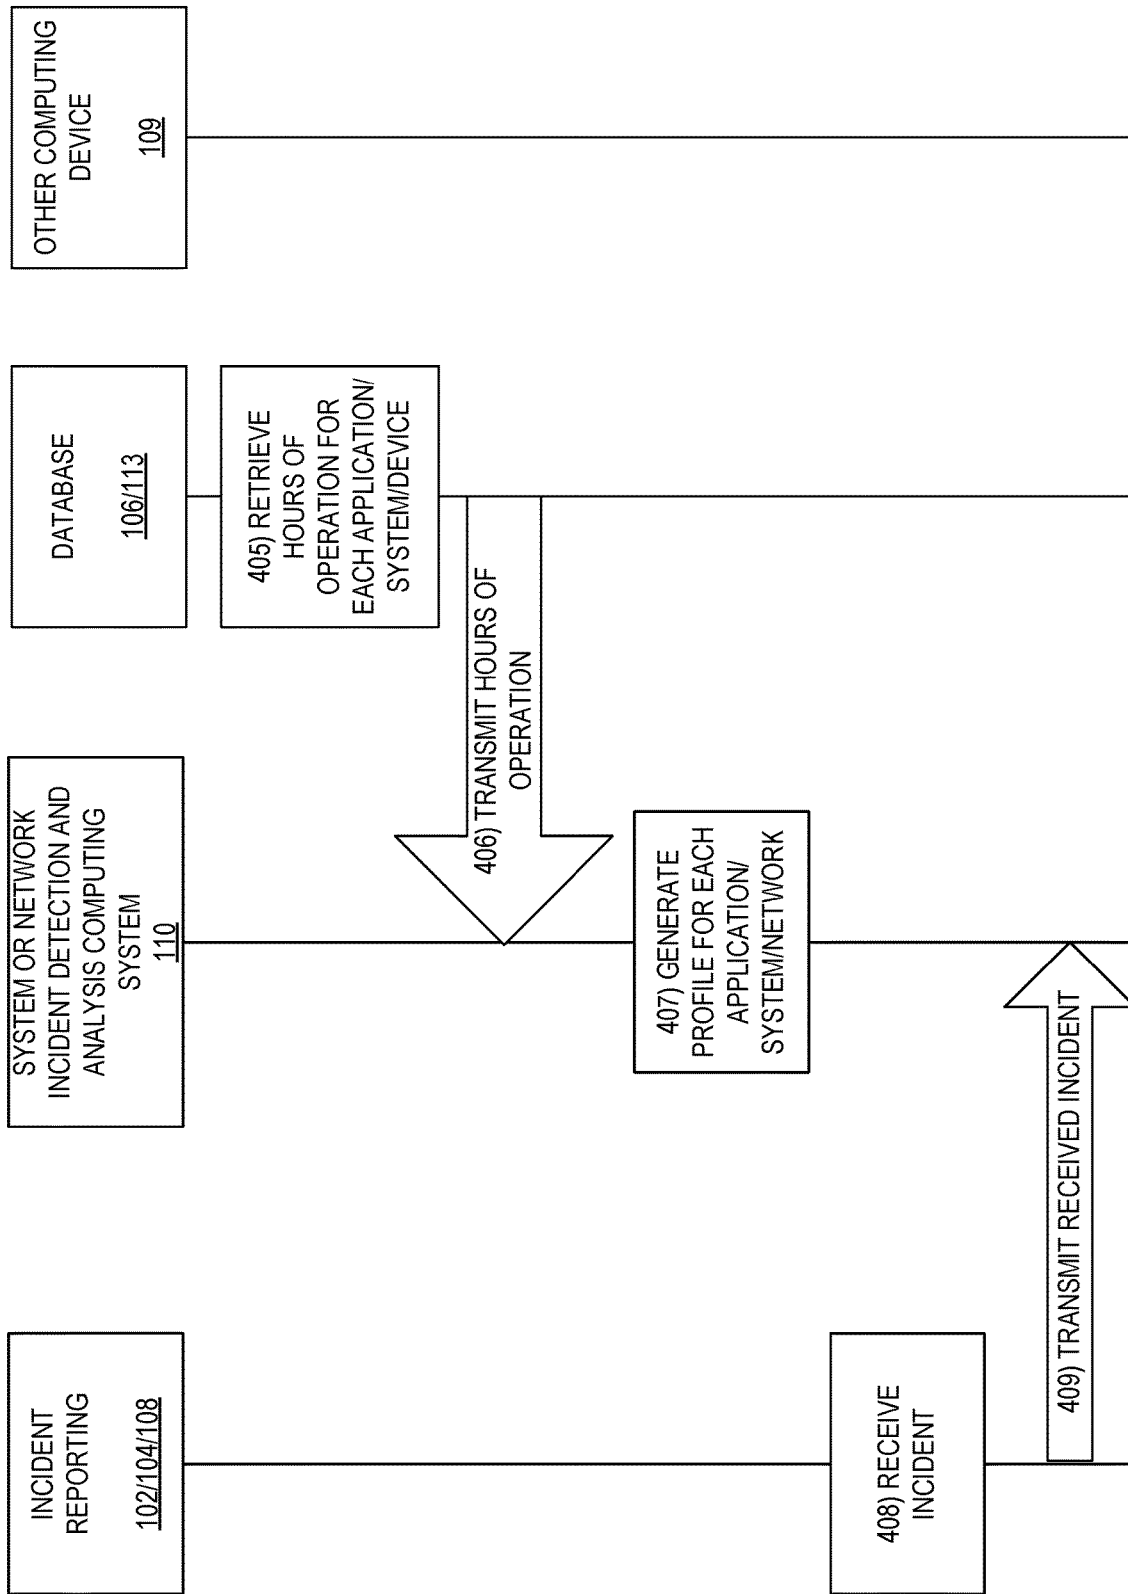 INCIDENT
REPORTING
102/104/108
SYSTEM OR NETWORK
INCIDENT DETECTION AND
ANALYSIS COMPUTING
SYSTEM
110
DATABASE
106/113
OTHER COMPUTING
DEVICE
109
405) RETRIEVE
HOURS OF
OPERATION FOR
EACH APPLICATION/
SYSTEM/DEVICE
406) TRANSMIT HOURS OF
OPERATION
407) GENERATE
PROFILE FOR EACH
APPLICATION/
SYSTEM/NETWORK
408) RECEIVE
INCIDENT
409) TRANSMIT RECEIVED INCIDENT